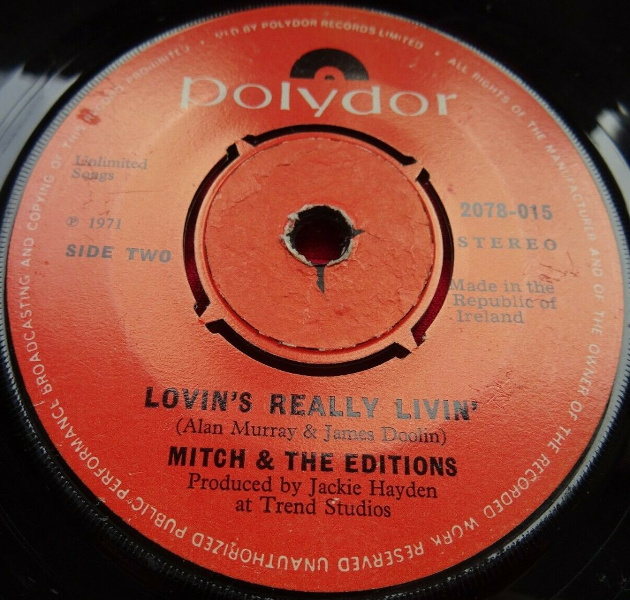 polydor
Unlimited
Songs
℗ 1971
SIDE TWO
2078-015
STEREO
Made in the
Republic of
Ireland
LOVIN'S REALLY LIVIN'
(Alan Murray & James Doolin)
MITCH & THE EDITIONS
Produced by Jackie Hayden
at Trend Studios
BY POLYDOR RECORDS LIMITED · ALL RIGHTS OF THE MANUFACTURER AND OF THE OWNER OF THE RECORDED WORK RESERVED UNAUTHORIZED PUBLIC PERFORMANCE BROADCASTING AND COPYING OF THIS PROHIBITED